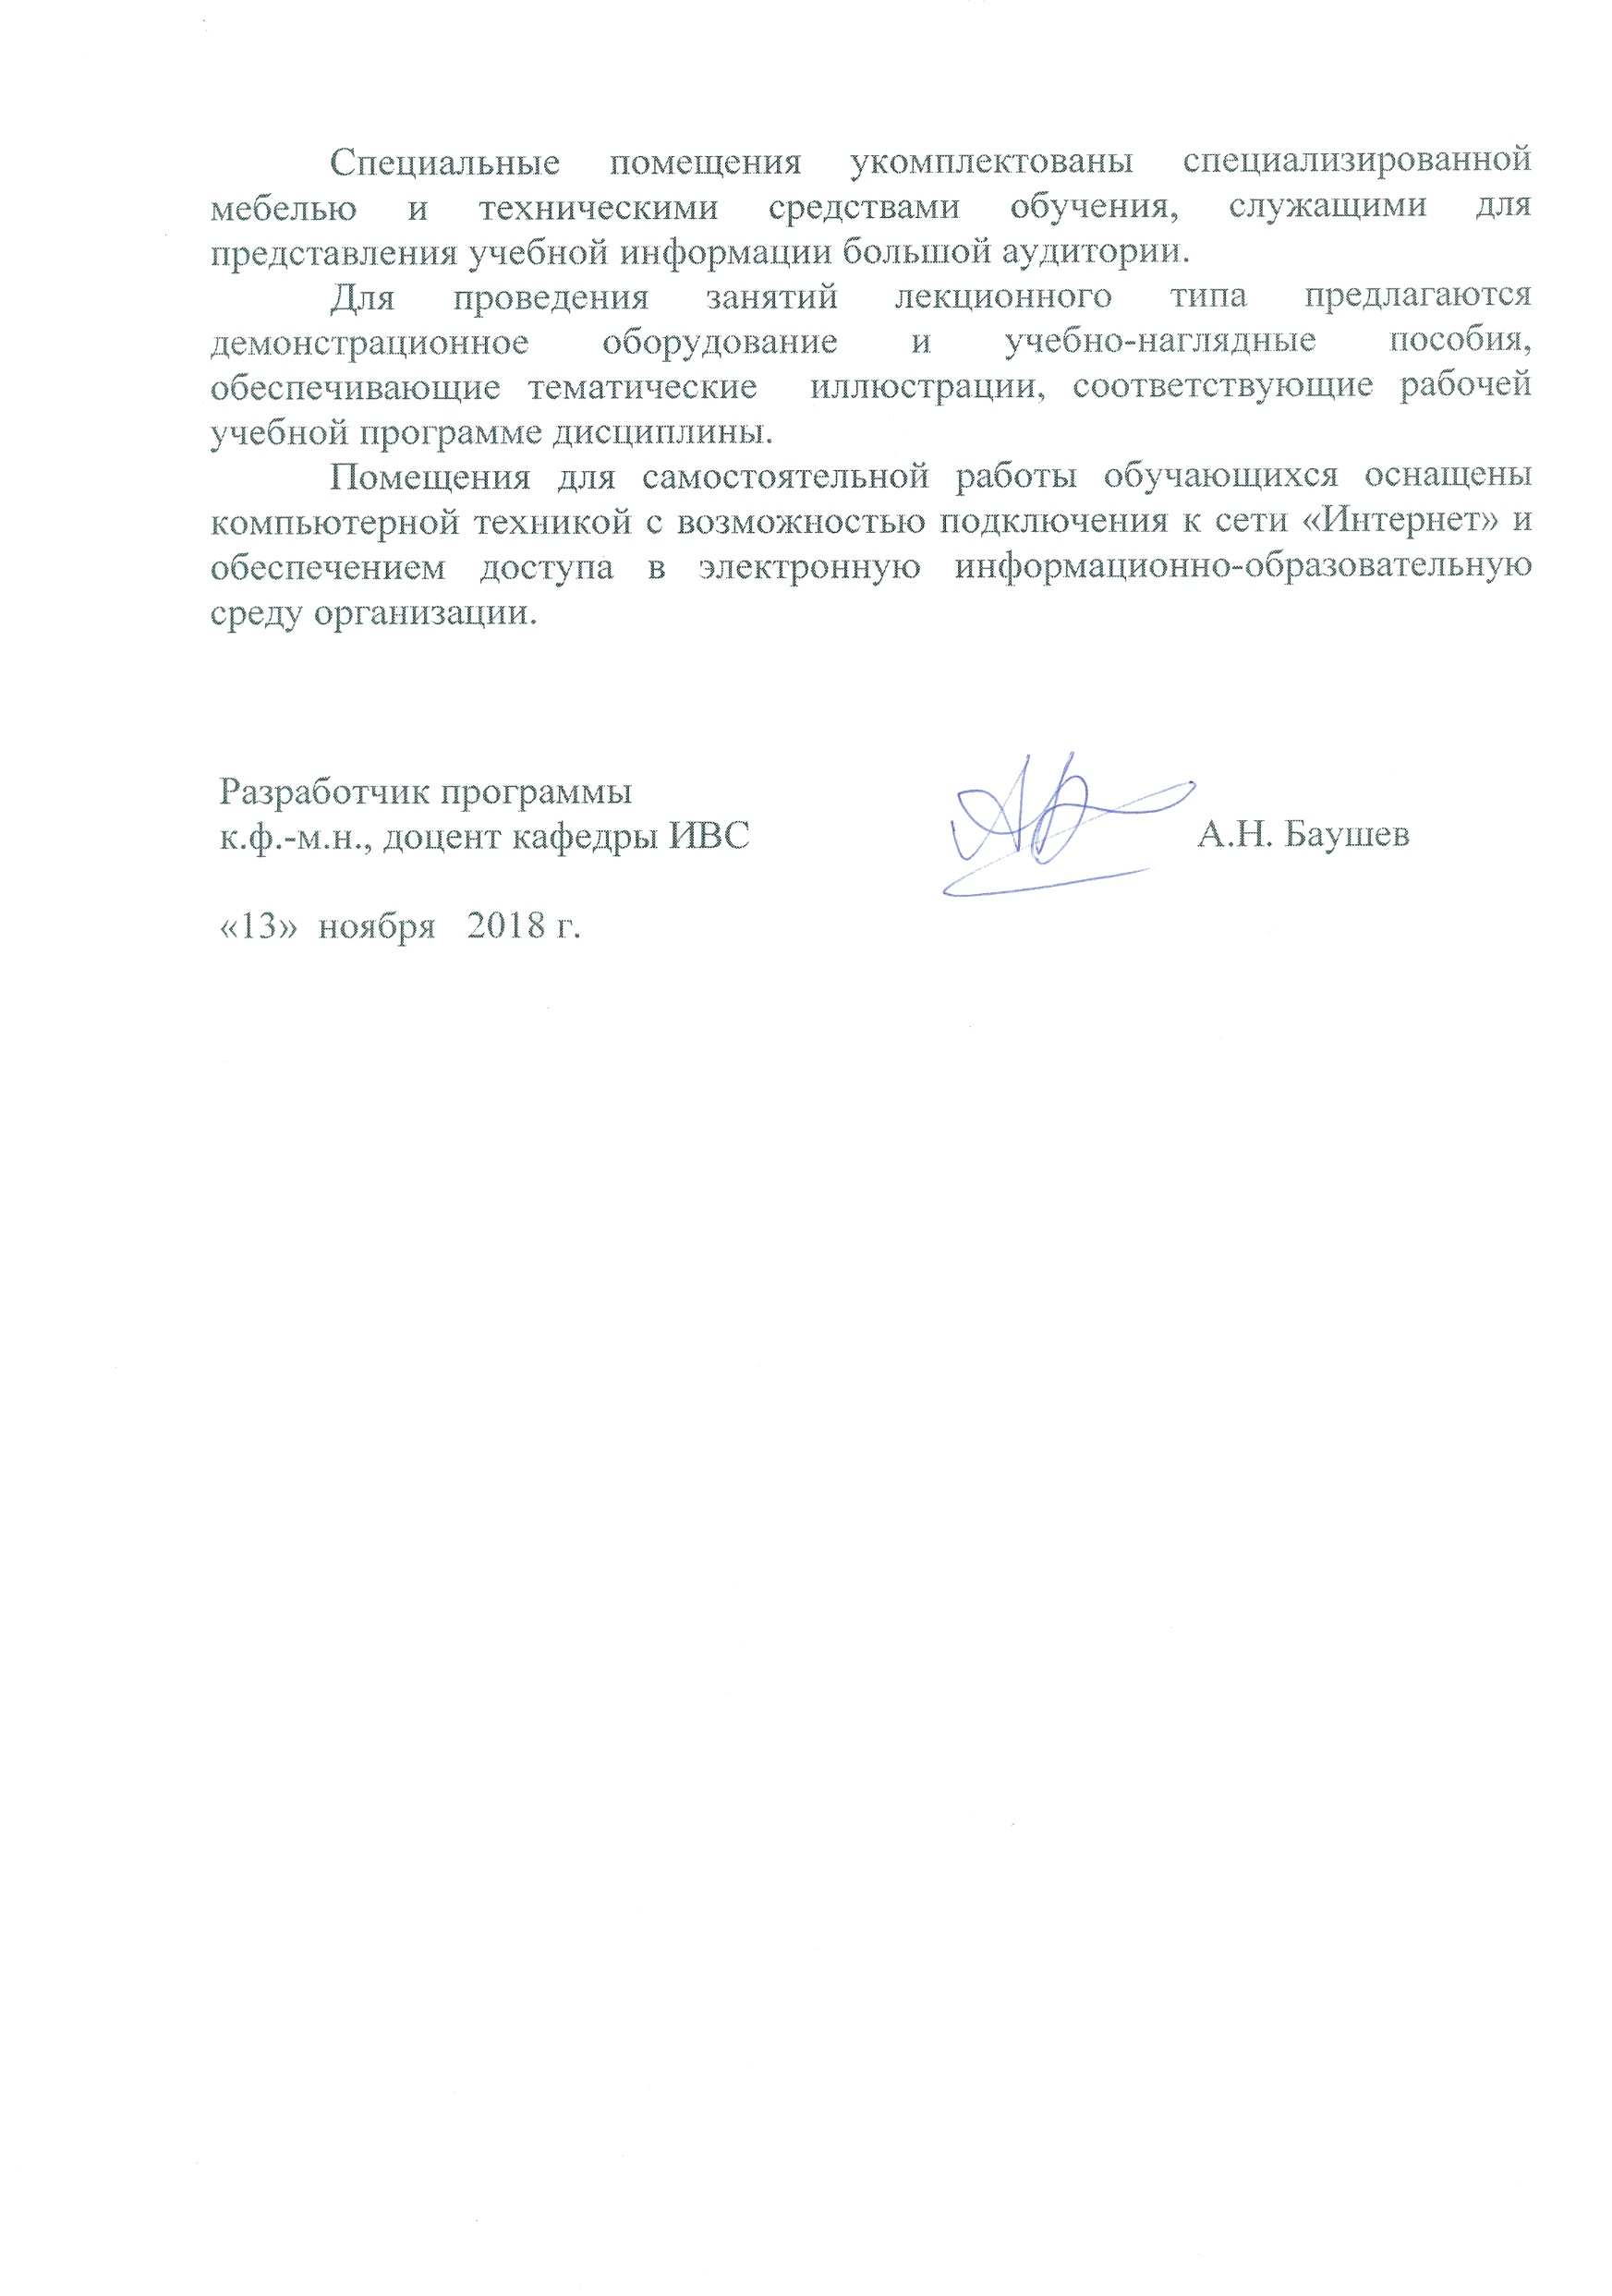 Специальные помещения укомплектованы специализированной
мебелью и техническими средствами обучения, служащими для
представления учебной информации большой аудитории.
Для проведения занятий лекционного типа предлагаются
демонстрационное оборудование и учебно-наглядные пособия,
обеспечивающие тематические иллюстрации, соответствующие рабочей
учебной программе дисциплины.
Помещения для самостоятельной работы обучающихся оснащены
компьютерной техникой с возможностью подключения к сети «Интернет» и
обеспечением доступа в электронную информационно-образовательную
среду организации.
Разработчик программы
к.ф.-м.н., доцент кафедры ИВС А.Н. Баушев
«13» ноября 2018 г.